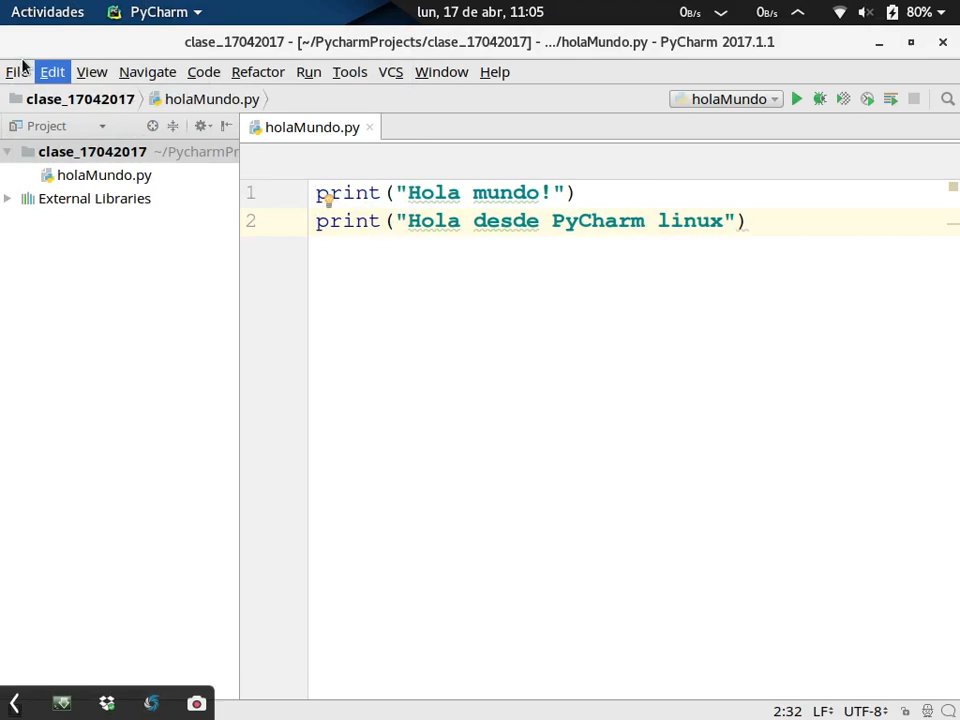 Actividades PyCharm lun, 17 de abr, 11:05 0B/s 0B/s 80%
clase_17042017 - [~/PycharmProjects/clase_17042017] - .../holaMundo.py - PyCharm 2017.1.1
File Edit View Navigate Code Refactor Run Tools VCS Window Help
clase_17042017 holaMundo.py holaMundo
Project holaMundo.py
clase_17042017 ~/PycharmPr
holaMundo.py
External Libraries
1 print("Hola mundo!")
2 print("Hola desde PyCharm linux")
2:32 LF UTF-8